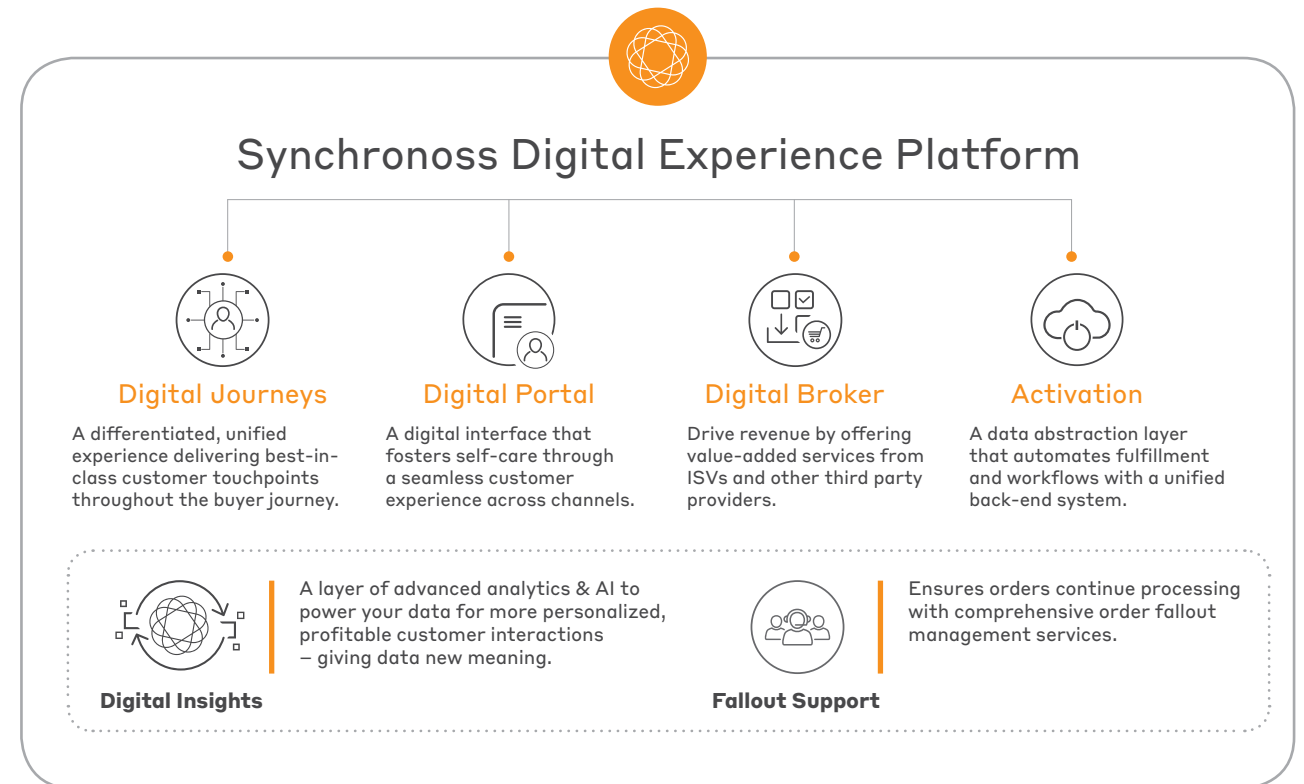 Synchronoss Digital Experience Platform
Digital Journeys
A differentiated, unified
experience delivering best-in-
class customer touchpoints
throughout the buyer journey.
Digital Portal
A digital interface that
fosters self-care through
a seamless customer
experience across channels.
Digital Broker
Drive revenue by offering
value-added services from
ISVs and other third party
providers.
Activation
A data abstraction layer
that automates fulfillment
and workflows with a unified
back-end system.
Digital Insights
A layer of advanced analytics & AI to
power your data for more personalized,
profitable customer interactions
– giving data new meaning.
Fallout Support
Ensures orders continue processing
with comprehensive order fallout
management services.